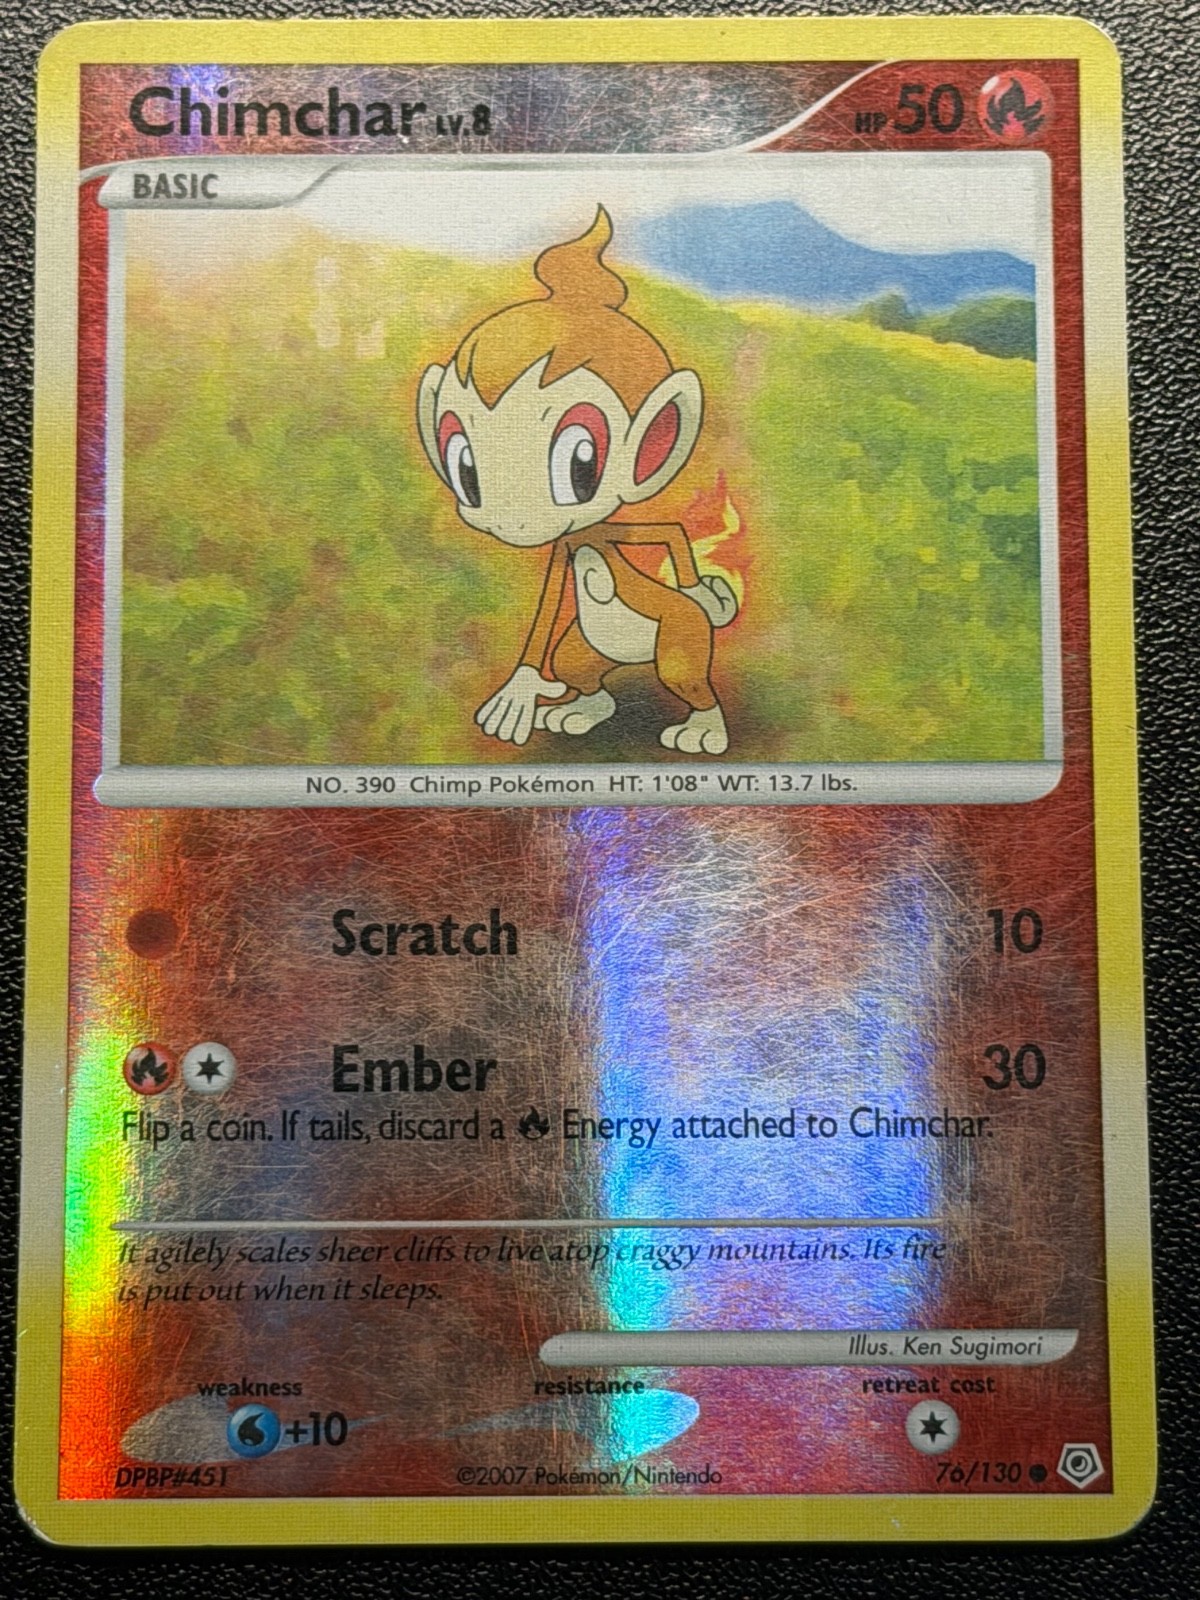 Chimchar LV.8 HP 50
BASIC
NO. 390 Chimp Pokémon HT: 1'08" WT: 13.7 lbs.
Scratch 10
Ember 30
Flip a coin. If tails, discard a Energy attached to Chimchar.
It agilely scales sheer cliffs to live atop craggy mountains. Its fire
is put out when it sleeps.
Illus. Ken Sugimori
weakness resistance retreat cost
+10
DPBP#451 ©2007 Pokémon/Nintendo 76/130